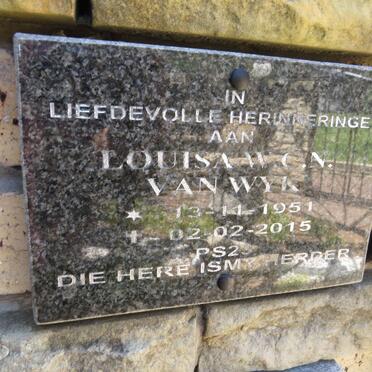 IN
LIEFDEVOLLE HERINNERINGE
AAN
LOUISA W.C.N.
VAN WYK
★ 13-11-1951
✝ 02-02-2015
PS2
DIE HERE IS MY HERDER